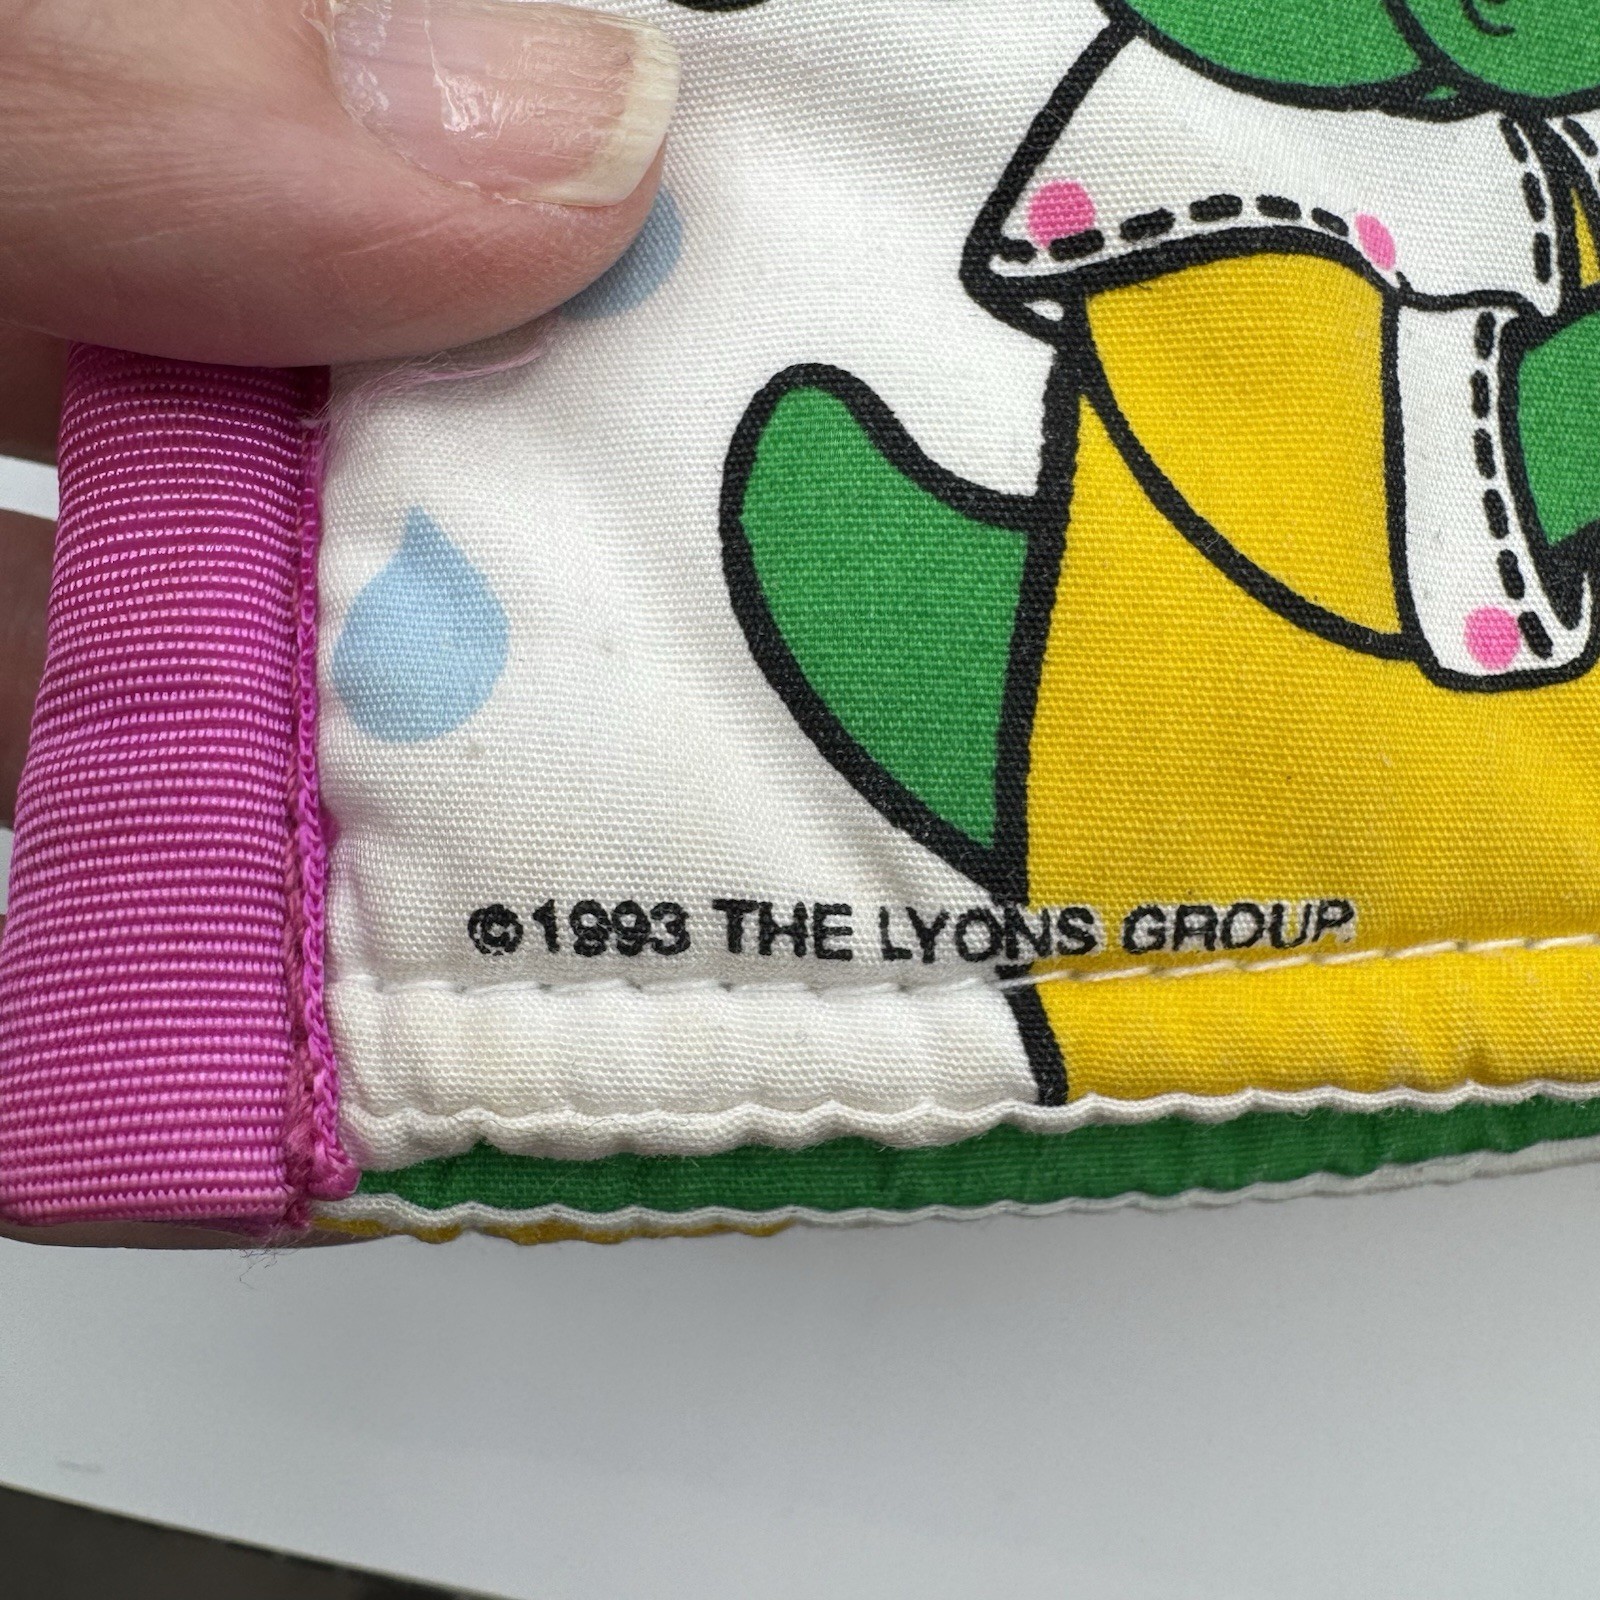 ©1993 THE LYONS GROUP.